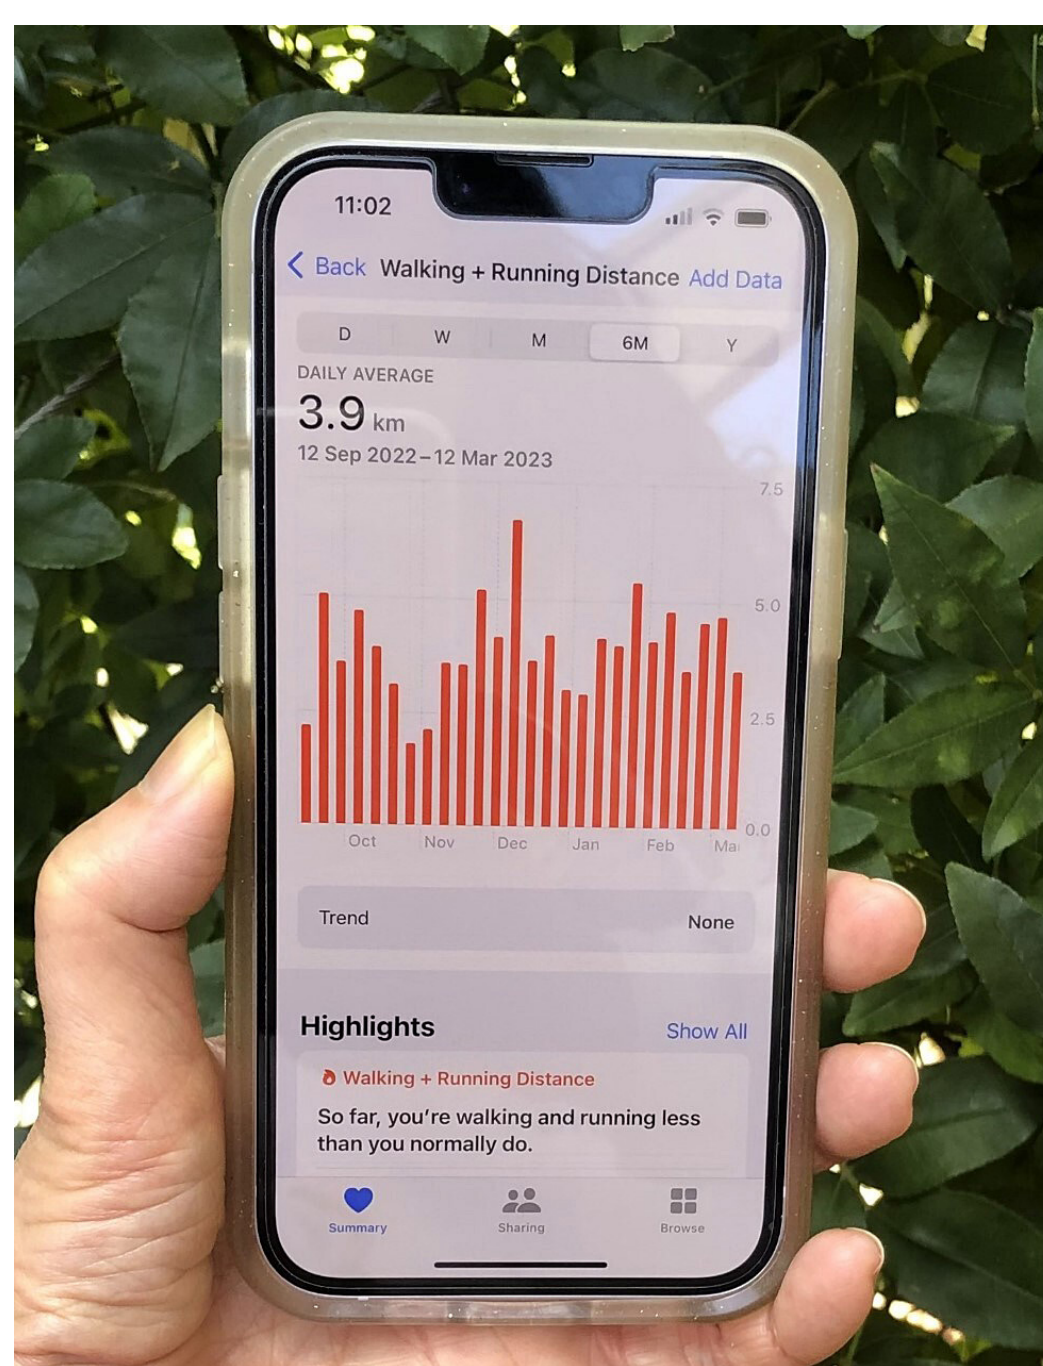 11:02
Back Walking + Running Distance Add Data
D W M 6M Y
DAILY AVERAGE
3.9 km
12 Sep 2022–12 Mar 2023
7.5
5.0
2.5
0.0
Oct Nov Dec Jan Feb Mar
Trend None
Highlights Show All
Walking + Running Distance
So far, you’re walking and running less
than you normally do.
Summary Sharing Browse